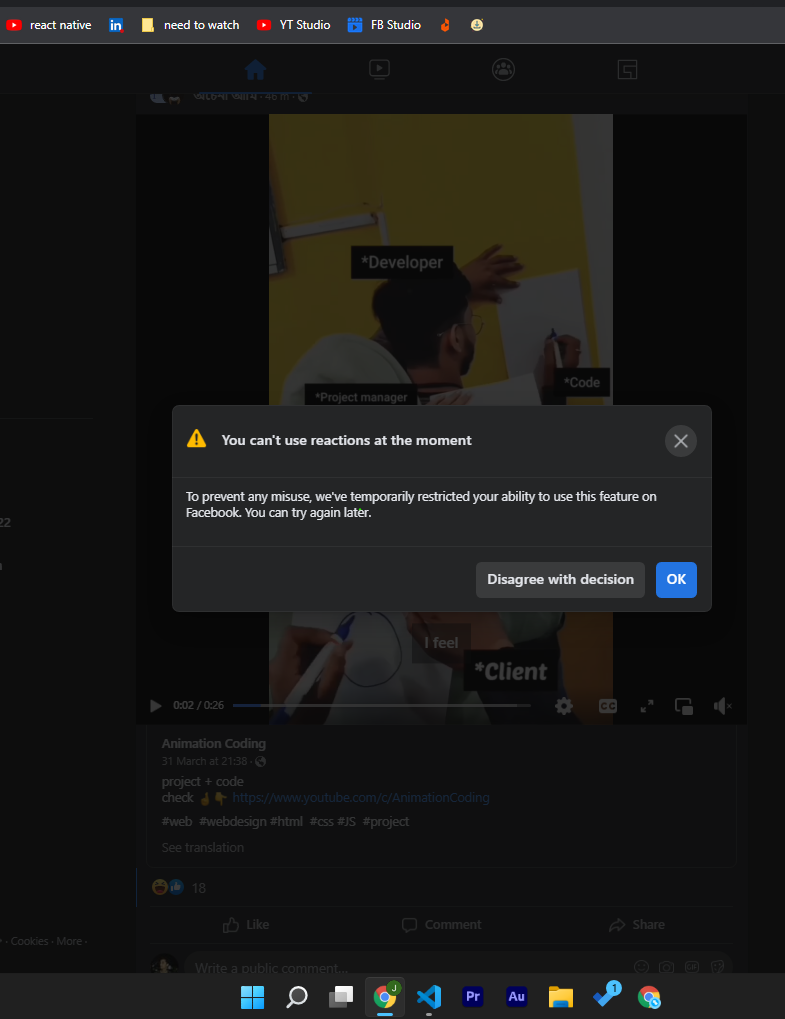 react native
need to watch
YT Studio
FB Studio
46 m
*Developer
*Code
*Project manager
You can't use reactions at the moment
To prevent any misuse, we've temporarily restricted your ability to use this feature on
Facebook. You can try again later.
22
Disagree with decision
OK
I feel
*Client
0:02 / 0:26
CC
Animation Coding
31 March at 21:38 ·
project + code
check 🤞👇 https://www.youtube.com/c/AnimationCoding
#web #webdesign #html #css #JS #project
See translation
18
Like
Comment
Share
· Cookies · More ·
Write a public comment...
J
Pr
Au
1